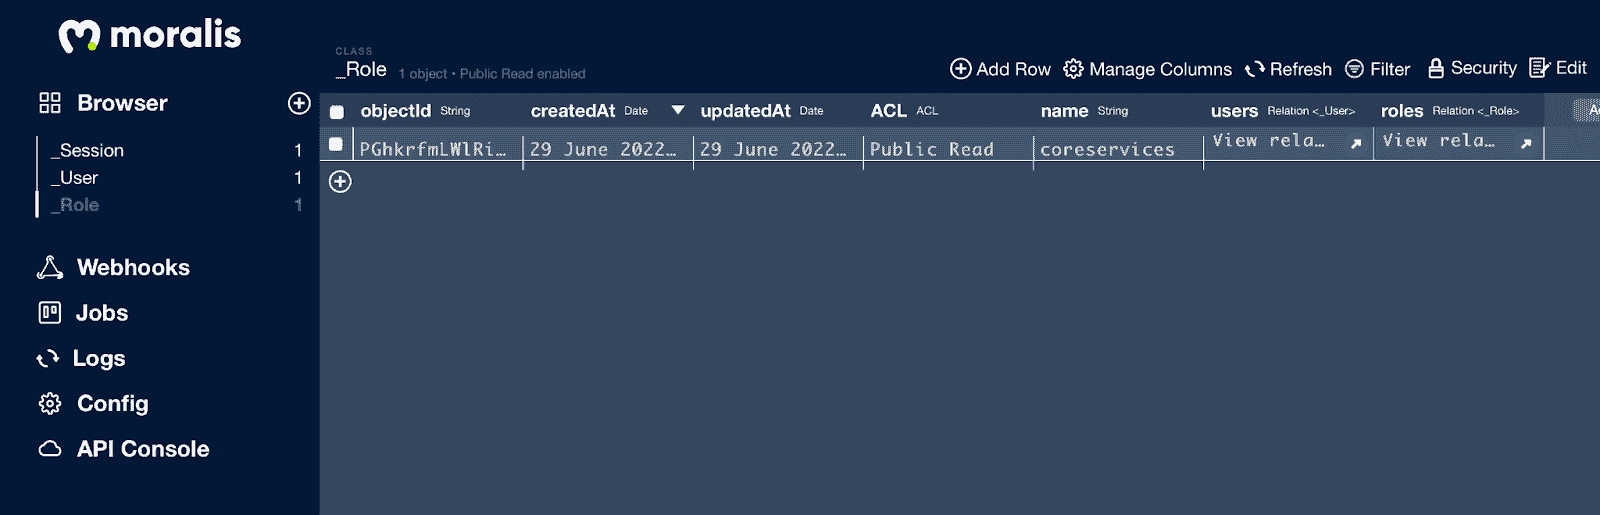 moralis
CLASS
_Role 1 object • Public Read enabled
Add Row Manage Columns Refresh Filter Security Edit
Browser
objectId String createdAt Date updatedAt Date ACL ACL name String users Relation <_User> roles Relation <_Role>
PGhkrfmLWlRi… 29 June 2022… 29 June 2022… Public Read coreservices View rela… View rela…
_Session 1
_User 1
_Role 1
Webhooks
Jobs
Logs
Config
API Console